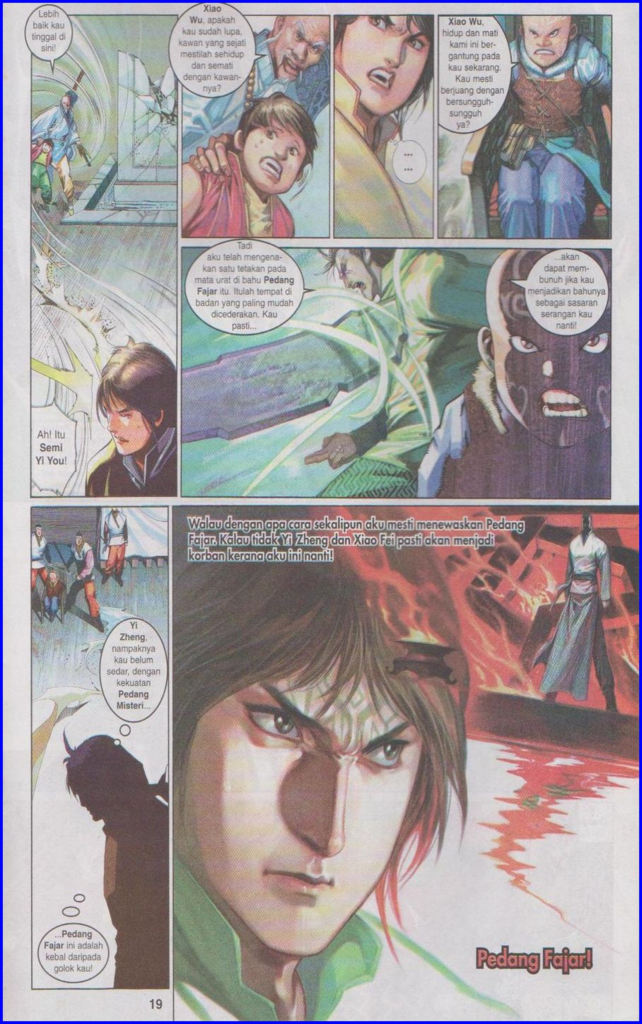 Lebih
baik kau
tinggal di
sini!
Xiao
Wu, apakah
kau sudah lupa,
kawan yang sejati
mestilah sehidup
dan semati
dengan kawan-
nya?
...
...
Xiao Wu,
hidup dan mati
kami ini ber-
gantung pada
kau sekarang.
Kau mesti
berjuang dengan
bersungguh-
sungguh
ya?
Tadi
aku telah mengena-
kan satu tetakan pada
mata urat di bahu Pedang
Fajar itu. Itulah tempat di
badan yang paling mudah
dicederakan. Kau
pasti...
...akan
dapat mem-
bunuh jika kau
menjadikan bahunya
sebagai sasaran
serangan kau
nanti!
Ah! Itu
Semi
Yi You!
Walau dengan apa cara sekalipun aku mesti menewaskan Pedang
Fajar. Kalau tidak Yi Zheng dan Xiao Fei pasti akan menjadi
korban kerana aku ini nanti!
Yi
Zheng,
nampaknya
kau belum
sedar, dengan
kekuatan
Pedang
Misteri...
...Pedang
Fajar ini adalah
kebal daripada
golok kau!
Pedang Fajar!
19